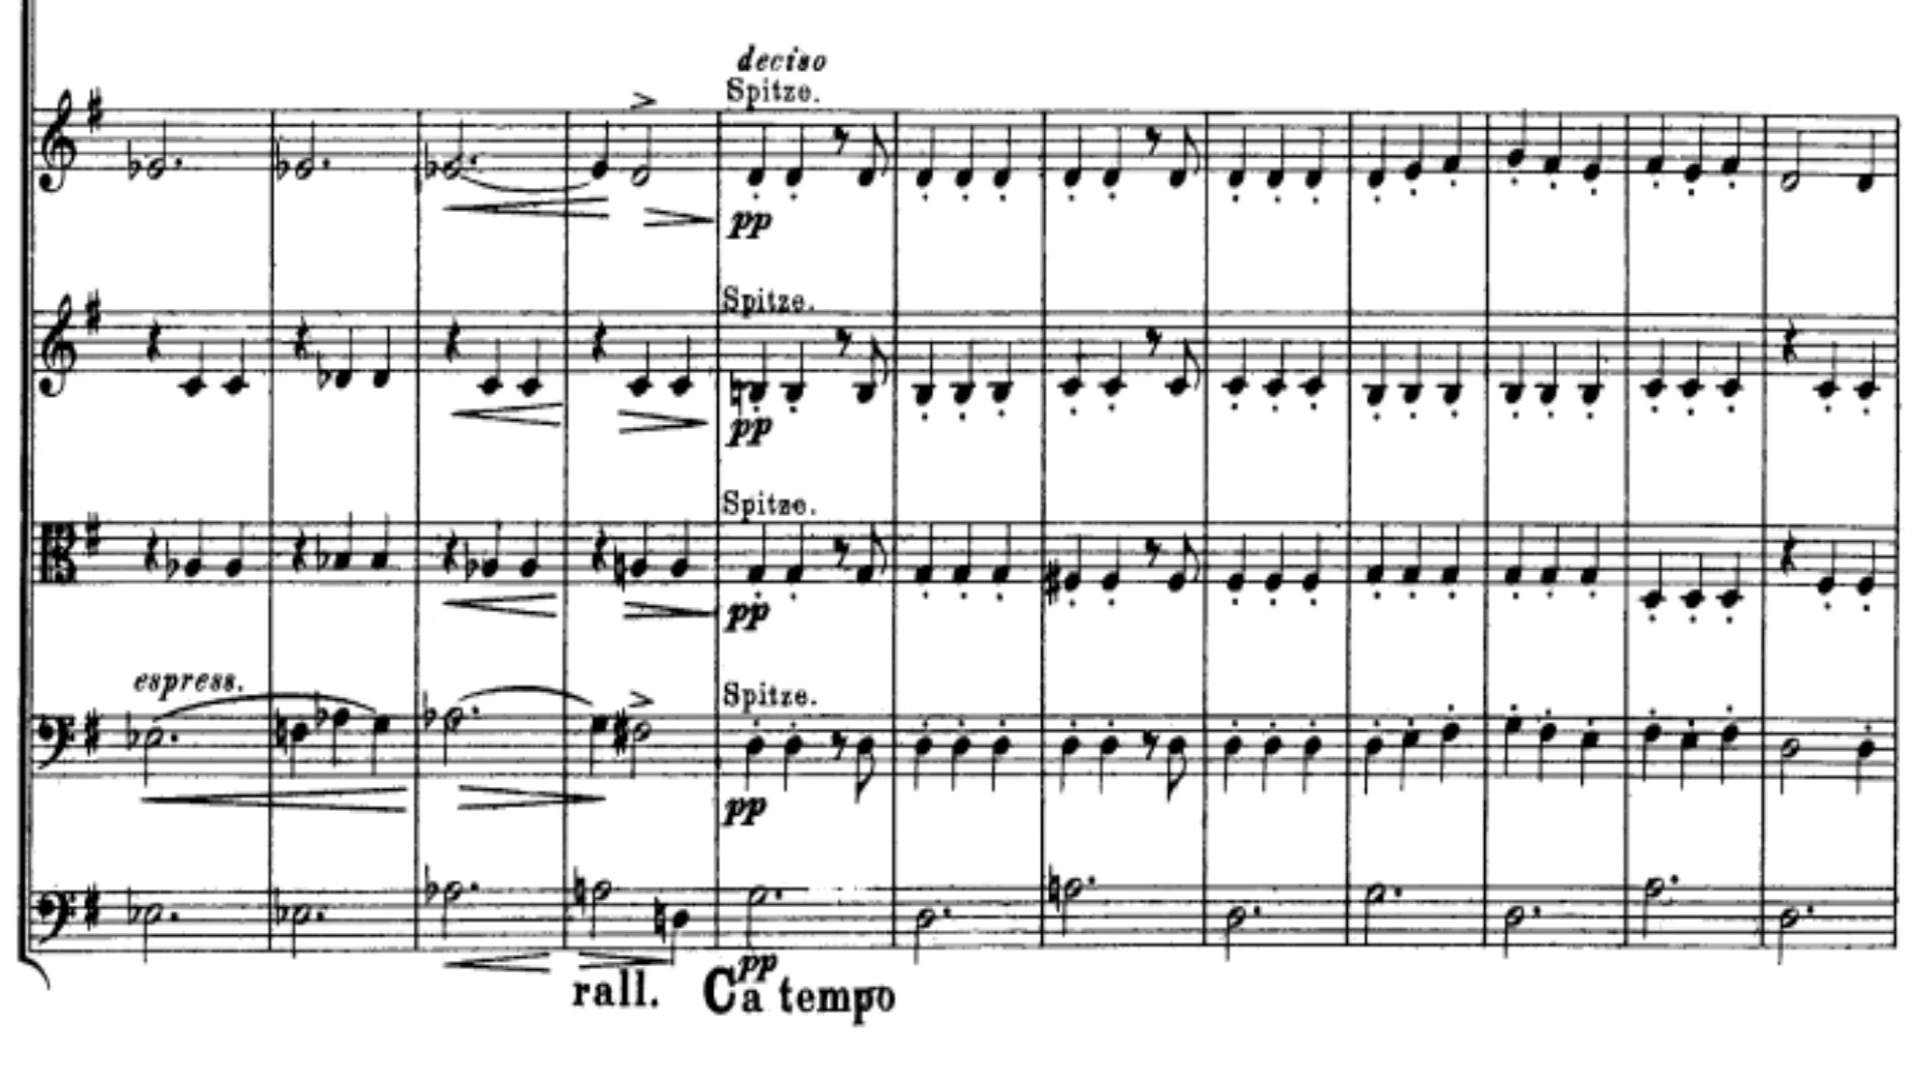 deciso
Spitze.
pp
Spitze.
pp
Spitze.
pp
espress.
Spitze.
pp
pp
rall. C a tempo